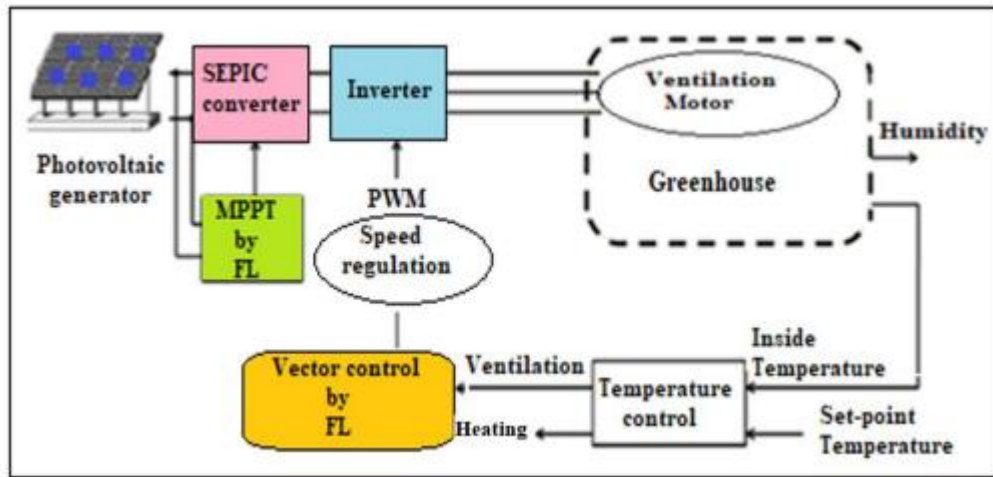 SEPIC
converter
Inverter
Ventilation
Motor
Humidity
Photovoltaic
generator
Greenhouse
MPPT
by
FL
PWM
Speed
regulation
Vector control
by
FL
Ventilation
Heating
Temperature
control
Inside
Temperature
Set-point
Temperature